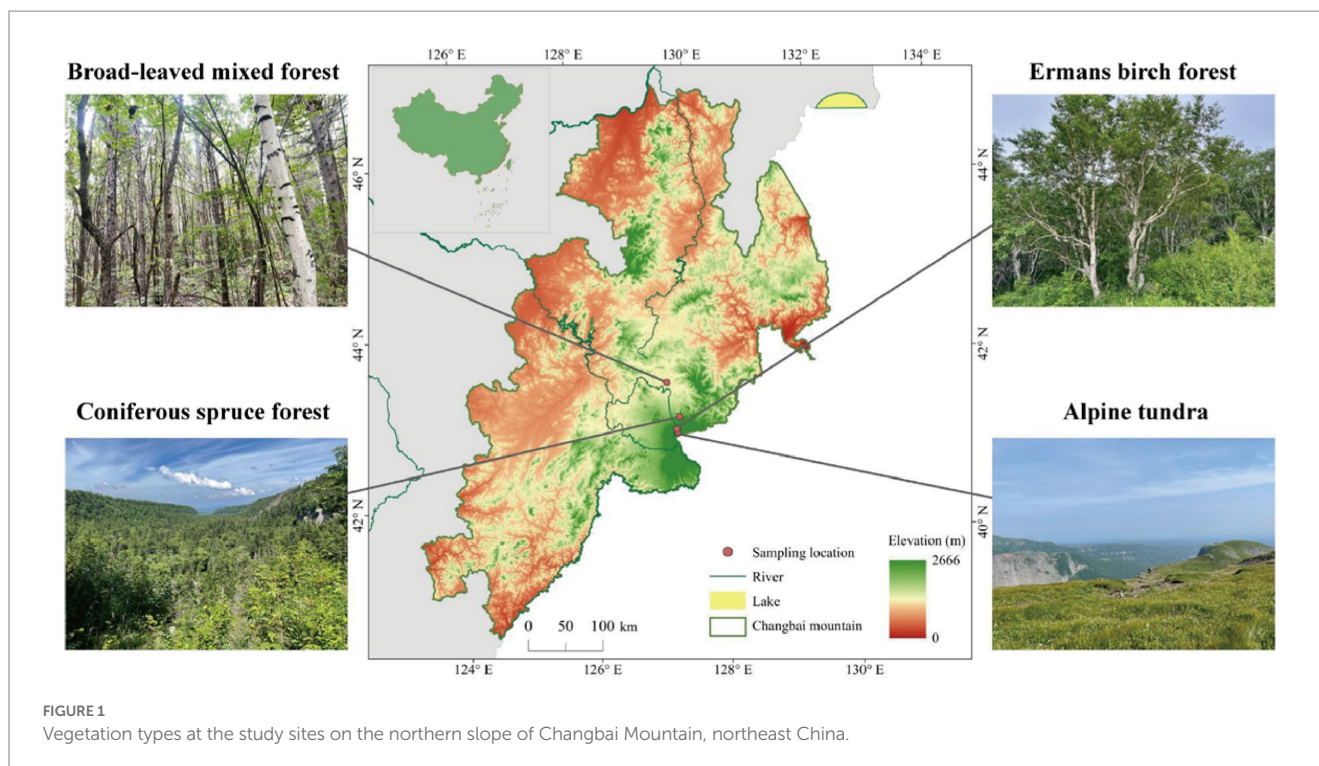 126° E 128° E 130° E 132° E 134° E
Broad-leaved mixed forest
Ermans birch forest
46° N
44° N
44° N
42° N
Coniferous spruce forest
Alpine tundra
42° N
40° N
Sampling location
River
Lake
Changbai mountain
Elevation (m)
2666
0
0 50 100 km
124° E 126° E 128° E 130° E
FIGURE 1
Vegetation types at the study sites on the northern slope of Changbai Mountain, northeast China.